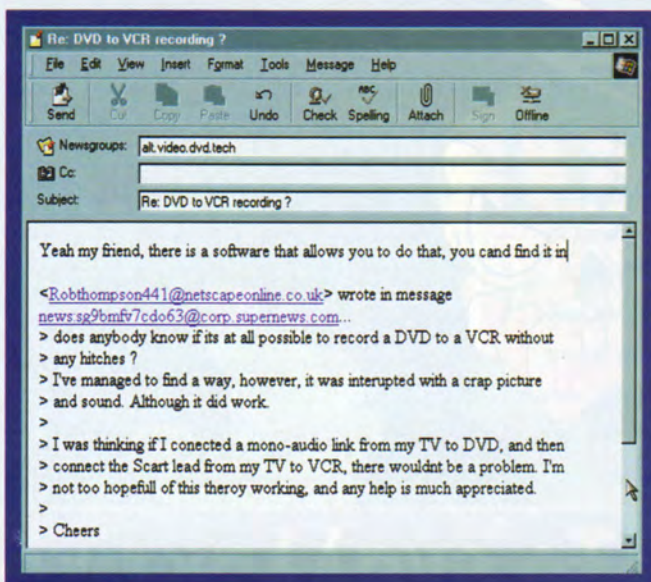 Re: DVD to VCR recording ?
File Edit View Insert Format Tools Message Help
Send Cut Copy Paste Undo Check Spelling Attach Sign Offline
Newsgroups: alt.video.dvd.tech
Cc:
Subject: Re: DVD to VCR recording ?
Yeah my friend, there is a software that allows you to do that, you cand find it in
<Robthompson441@netscapeonline.co.uk> wrote in message
news.sg9bmfv7cdo63@corp.supernews.com...
> does anybody know if its at all possible to record a DVD to a VCR without
> any hitches ?
> I've managed to find a way, however, it was interupted with a crap picture
> and sound. Although it did work.
>
> I was thinking if I conected a mono-audio link from my TV to DVD, and then
> connect the Scart lead from my TV to VCR, there wouldnt be a problem. I'm
> not too hopefull of this theroy working, and any help is much appreciated.
>
> Cheers